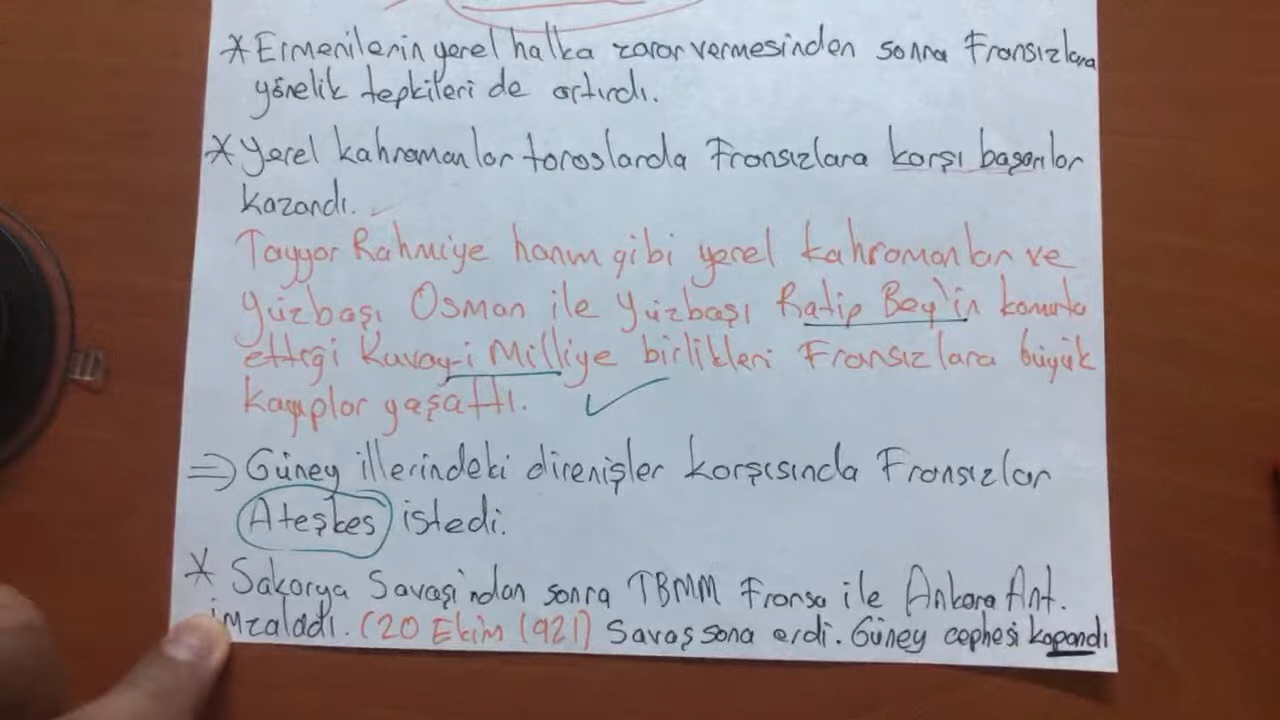 * Ermenilerin yerel halka zarar vermesinden sonra Fransızlara
yönelik tepkileri de artırdı.
* Yerel kahramanlar toroslarda Fransızlara karşı başarılar
kazandı.
Tayyar Rahmiye hanım gibi yerel kahramanlar ve
Yüzbaşı Osman ile Yüzbaşı Ratip Bey'in komuta
ettiği Kuvay-i Milliye birlikleri Fransızlara büyük
kayıplar yaşattı.
⇒ Güney illerindeki direnişler karşısında Fransızlar
Ateşkes istedi.
* Sakarya Savaşı'ndan sonra TBMM Fransa ile Ankara Ant.
imzaladı. (20 Ekim 1921) Savaş sona erdi. Güney cephesi kapandı